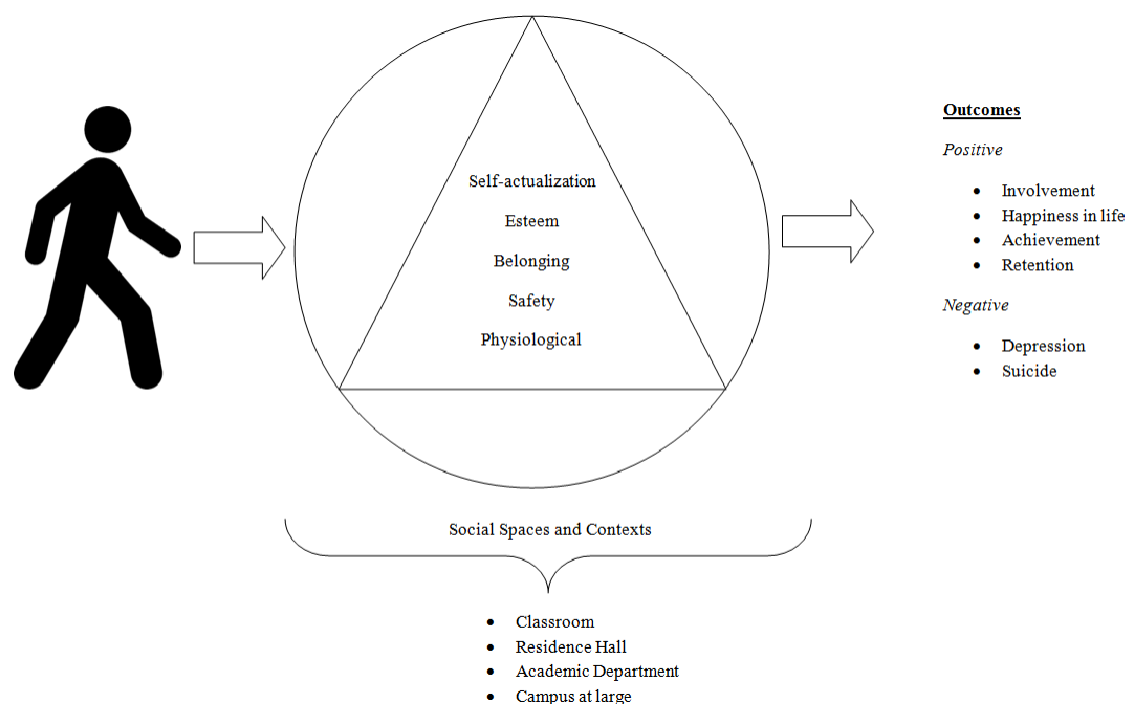 Self-actualization
Esteem
Belonging
Safety
Physiological
Outcomes
Positive
• Involvement
• Happiness in life
• Achievement
• Retention
Negative
• Depression
• Suicide
Social Spaces and Contexts
• Classroom
• Residence Hall
• Academic Department
• Campus at large